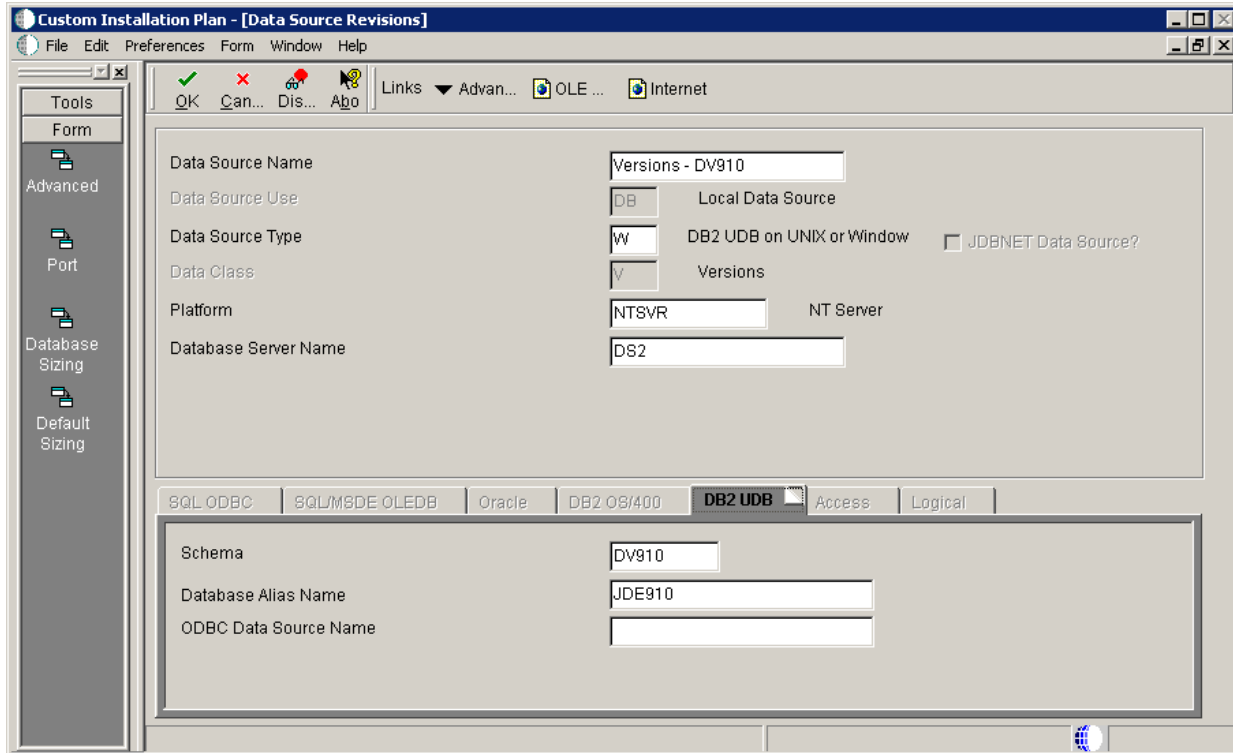 Custom Installation Plan - [Data Source Revisions]
File Edit Preferences Form Window Help
Tools
Form
Advanced
Port
Database
Sizing
Default
Sizing
OK Can... Dis... Abo Links Advan... OLE ... Internet
Data Source Name Versions - DV910
Data Source Use DB Local Data Source
Data Source Type W DB2 UDB on UNIX or Window JDBNET Data Source?
Data Class V Versions
Platform NTSVR NT Server
Database Server Name DS2
SQL ODBC SQL/MSDE OLEDB Oracle DB2 OS/400 DB2 UDB Access Logical
Schema DV910
Database Alias Name JDE910
ODBC Data Source Name